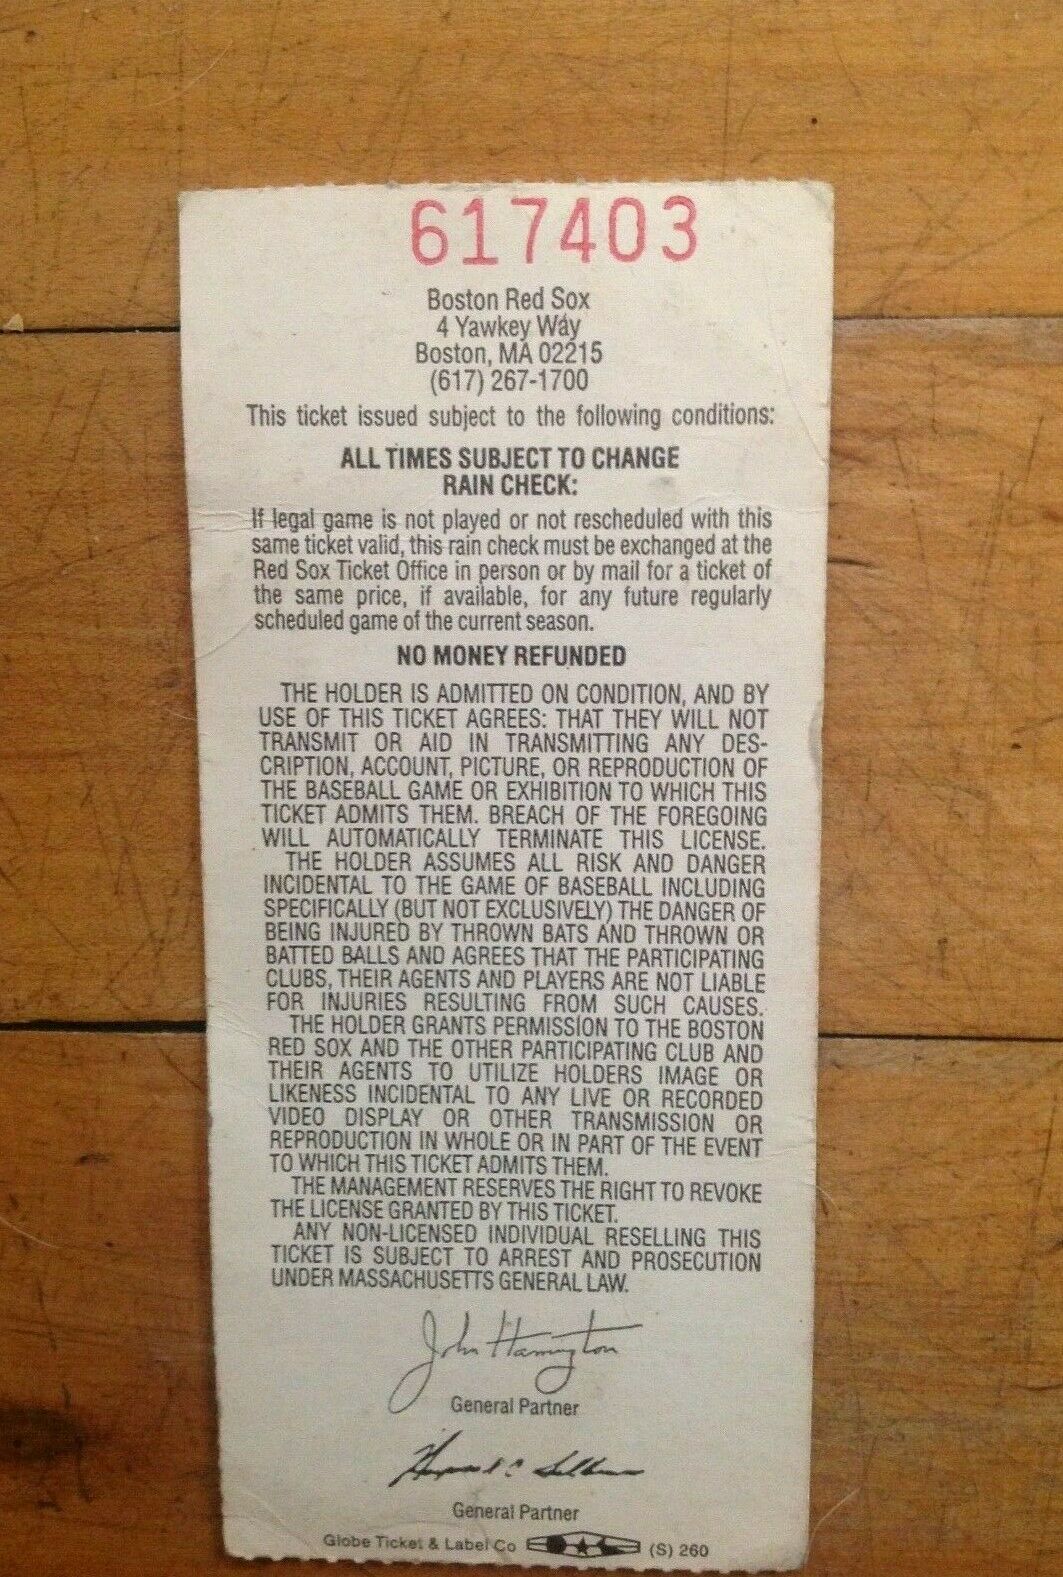 617403
Boston Red Sox
4 Yawkey Way
Boston, MA 02215
(617) 267-1700
This ticket issued subject to the following conditions:
ALL TIMES SUBJECT TO CHANGE
RAIN CHECK:
If legal game is not played or not rescheduled with this
same ticket valid, this rain check must be exchanged at the
Red Sox Ticket Office in person or by mail for a ticket of
the same price, if available, for any future regularly
scheduled game of the current season.
NO MONEY REFUNDED
THE HOLDER IS ADMITTED ON CONDITION, AND BY
USE OF THIS TICKET AGREES: THAT THEY WILL NOT
TRANSMIT OR AID IN TRANSMITTING ANY DES-
CRIPTION, ACCOUNT, PICTURE, OR REPRODUCTION OF
THE BASEBALL GAME OR EXHIBITION TO WHICH THIS
TICKET ADMITS THEM. BREACH OF THE FOREGOING
WILL AUTOMATICALLY TERMINATE THIS LICENSE.
THE HOLDER ASSUMES ALL RISK AND DANGER
INCIDENTAL TO THE GAME OF BASEBALL INCLUDING
SPECIFICALLY (BUT NOT EXCLUSIVELY) THE DANGER OF
BEING INJURED BY THROWN BATS AND THROWN OR
BATTED BALLS AND AGREES THAT THE PARTICIPATING
CLUBS, THEIR AGENTS AND PLAYERS ARE NOT LIABLE
FOR INJURIES RESULTING FROM SUCH CAUSES.
THE HOLDER GRANTS PERMISSION TO THE BOSTON
RED SOX AND THE OTHER PARTICIPATING CLUB AND
THEIR AGENTS TO UTILIZE HOLDERS IMAGE OR
LIKENESS INCIDENTAL TO ANY LIVE OR RECORDED
VIDEO DISPLAY OR OTHER TRANSMISSION OR
REPRODUCTION IN WHOLE OR IN PART OF THE EVENT
TO WHICH THIS TICKET ADMITS THEM.
THE MANAGEMENT RESERVES THE RIGHT TO REVOKE
THE LICENSE GRANTED BY THIS TICKET.
ANY NON-LICENSED INDIVIDUAL RESELLING THIS
TICKET IS SUBJECT TO ARREST AND PROSECUTION
UNDER MASSACHUSETTS GENERAL LAW.
John Harrington
General Partner
General Partner
Globe Ticket & Label Co (S) 260